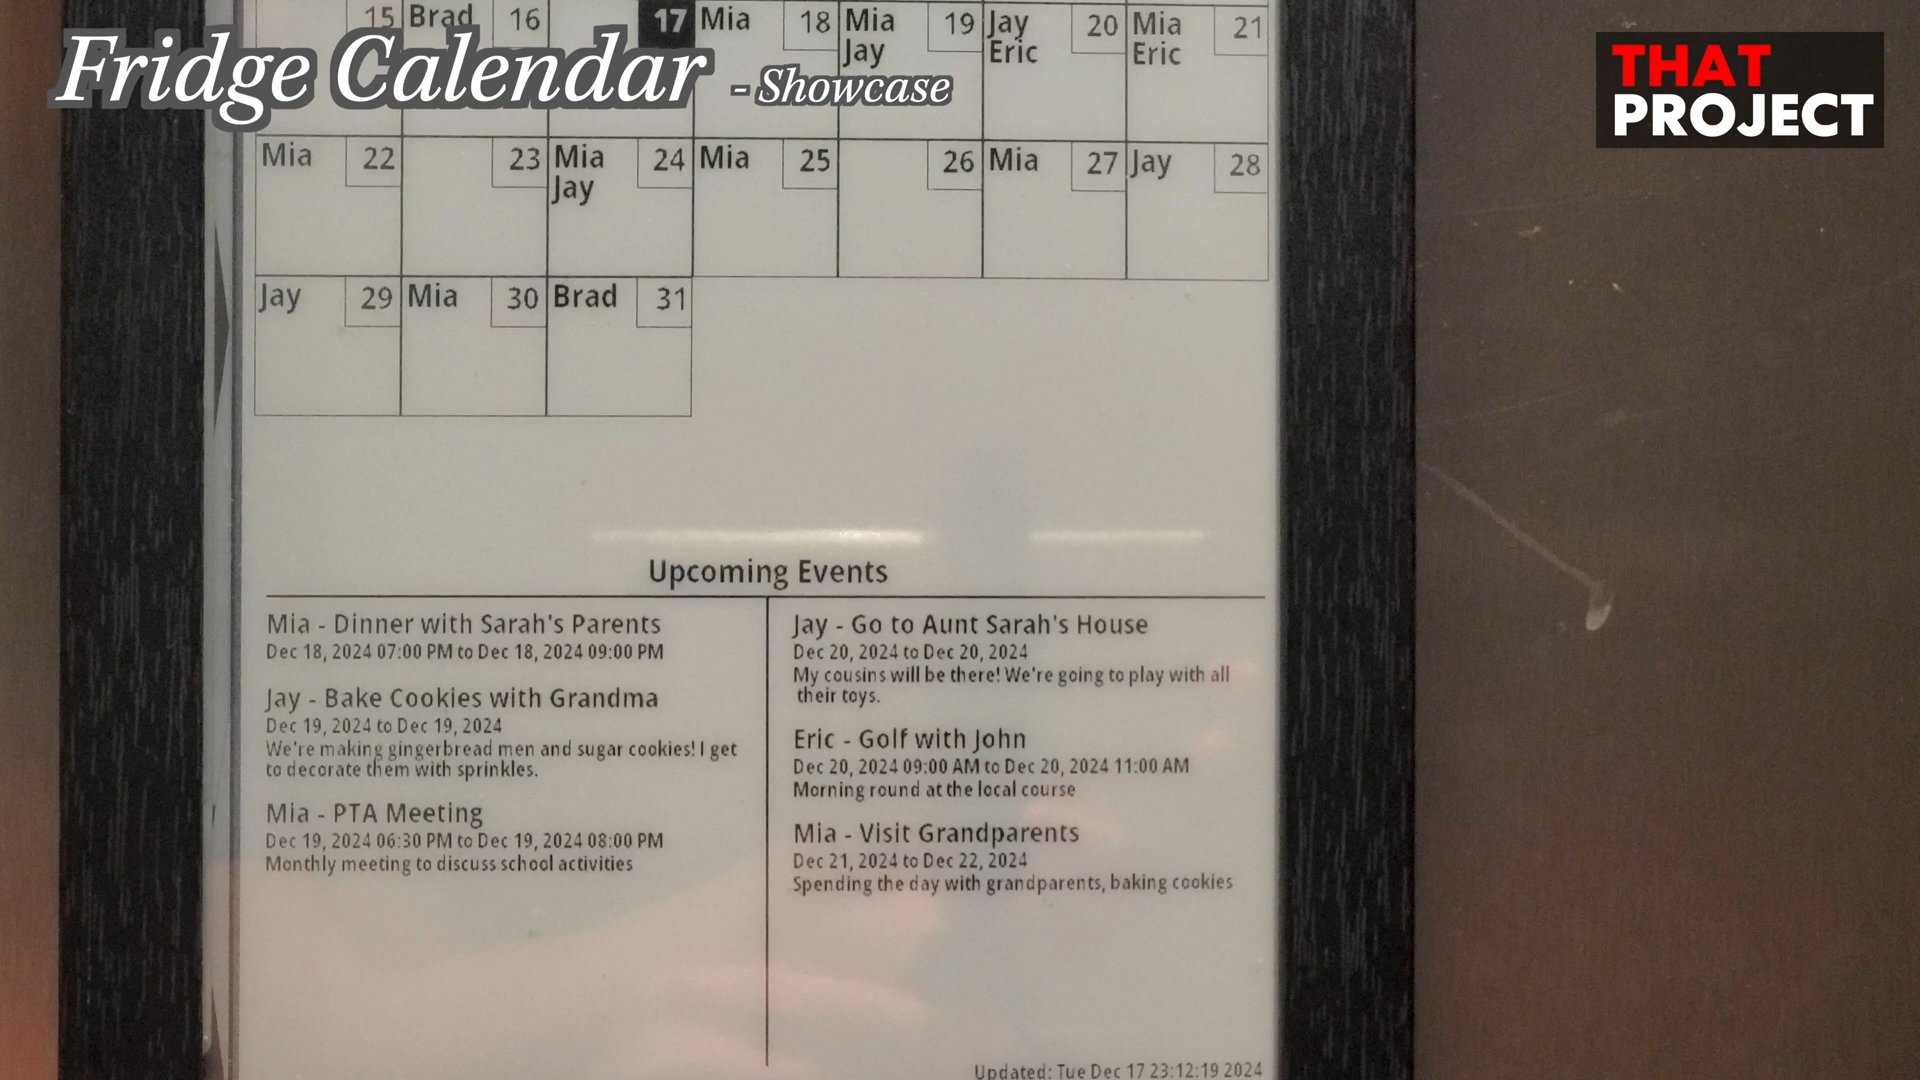 Fridge Calendar - Showcase
THAT
PROJECT
15 Brad 16 17 Mia 18 Mia 19 Jay 20 Mia 21
Jay Eric Eric
Mia 22 23 Mia 24 Mia 25 26 Mia 27 Jay 28
Jay
Jay 29 Mia 30 Brad 31
Upcoming Events
Mia - Dinner with Sarah's Parents
Dec 18, 2024 07:00 PM to Dec 18, 2024 09:00 PM
Jay - Bake Cookies with Grandma
Dec 19, 2024 to Dec 19, 2024
We're making gingerbread men and sugar cookies! I get
to decorate them with sprinkles.
Mia - PTA Meeting
Dec 19, 2024 06:30 PM to Dec 19, 2024 08:00 PM
Monthly meeting to discuss school activities
Jay - Go to Aunt Sarah's House
Dec 20, 2024 to Dec 20, 2024
My cousins will be there! We're going to play with all
their toys.
Eric - Golf with John
Dec 20, 2024 09:00 AM to Dec 20, 2024 11:00 AM
Morning round at the local course
Mia - Visit Grandparents
Dec 21, 2024 to Dec 22, 2024
Spending the day with grandparents, baking cookies
Updated: Tue Dec 17 23:12:19 2024